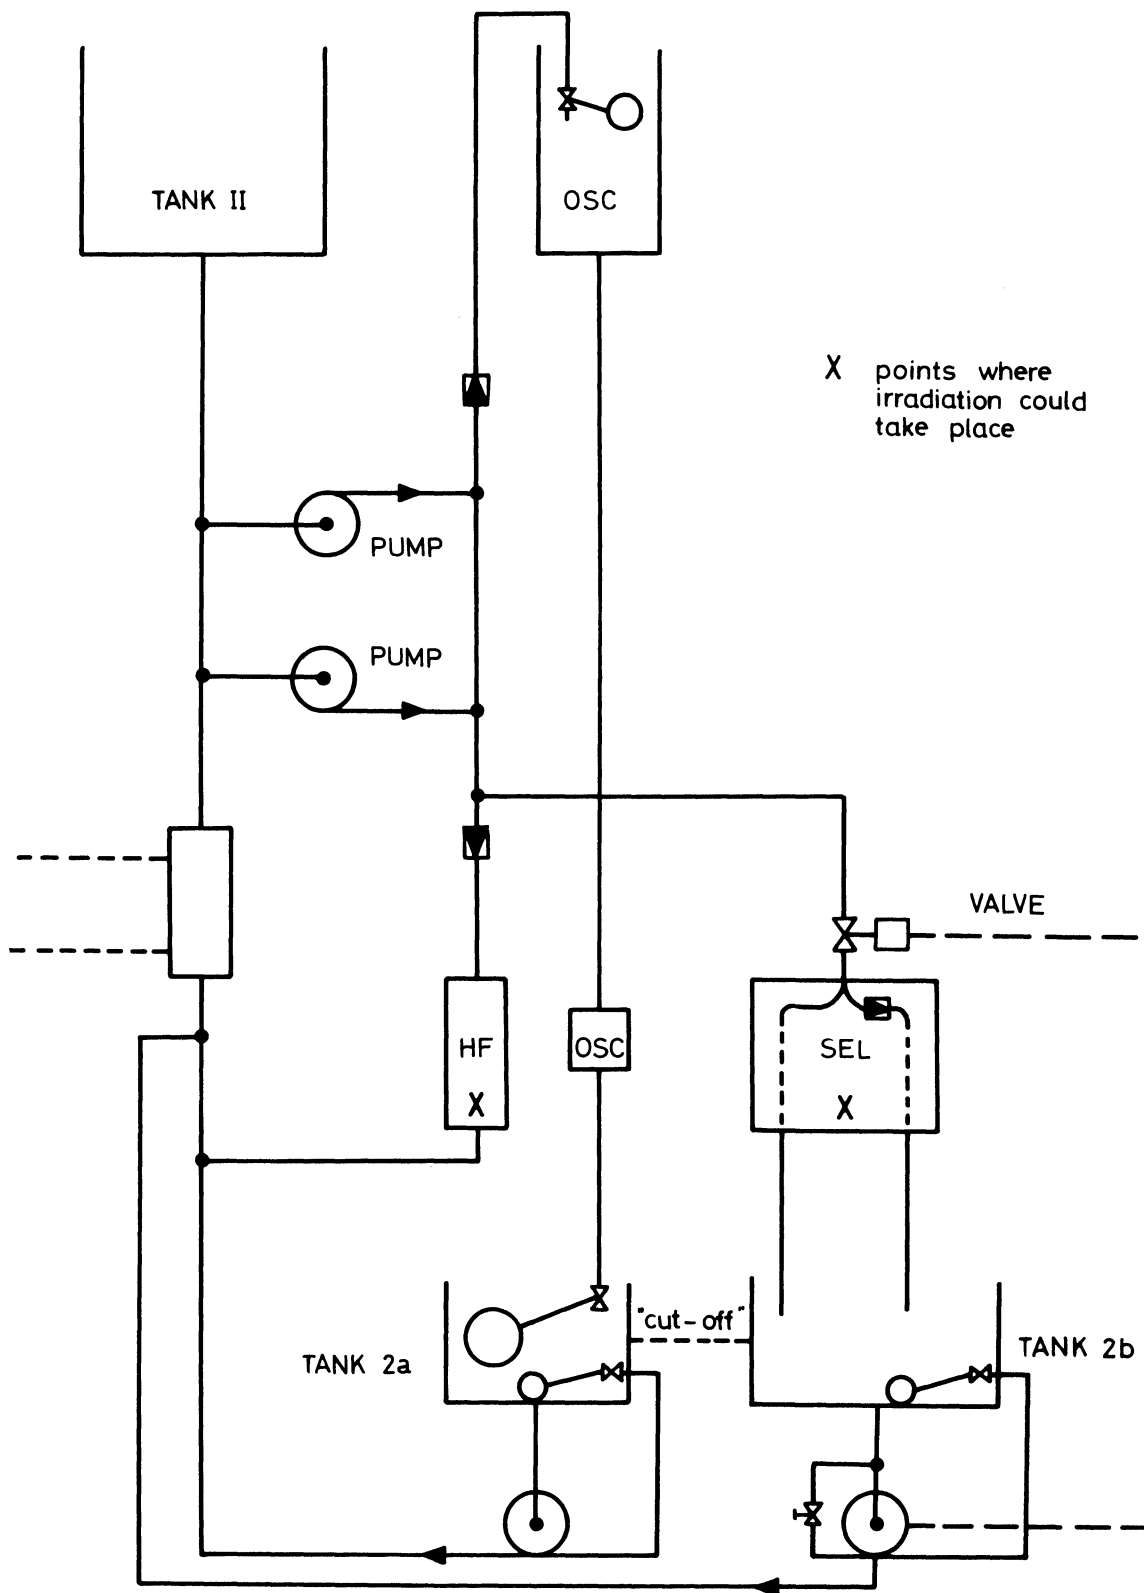 TANK II
OSC
X points where
irradiation could
take place
PUMP
PUMP
VALVE
HF
X
OSC
SEL
X
"cut-off"
TANK 2a
TANK 2b